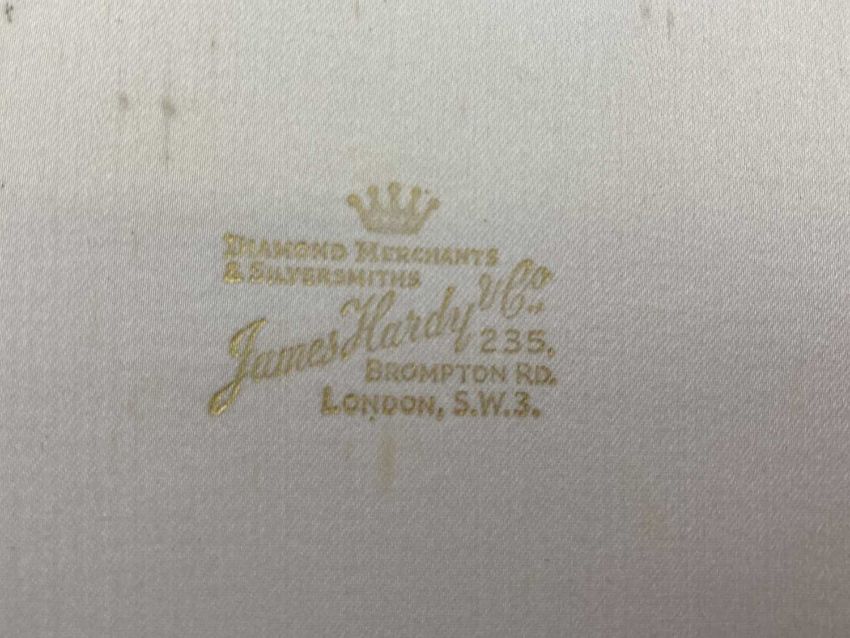 DIAMOND MERCHANTS
& SILVERSMITHS
James Hardy & Co.
235,
BROMPTON RD.
LONDON, S.W.3.